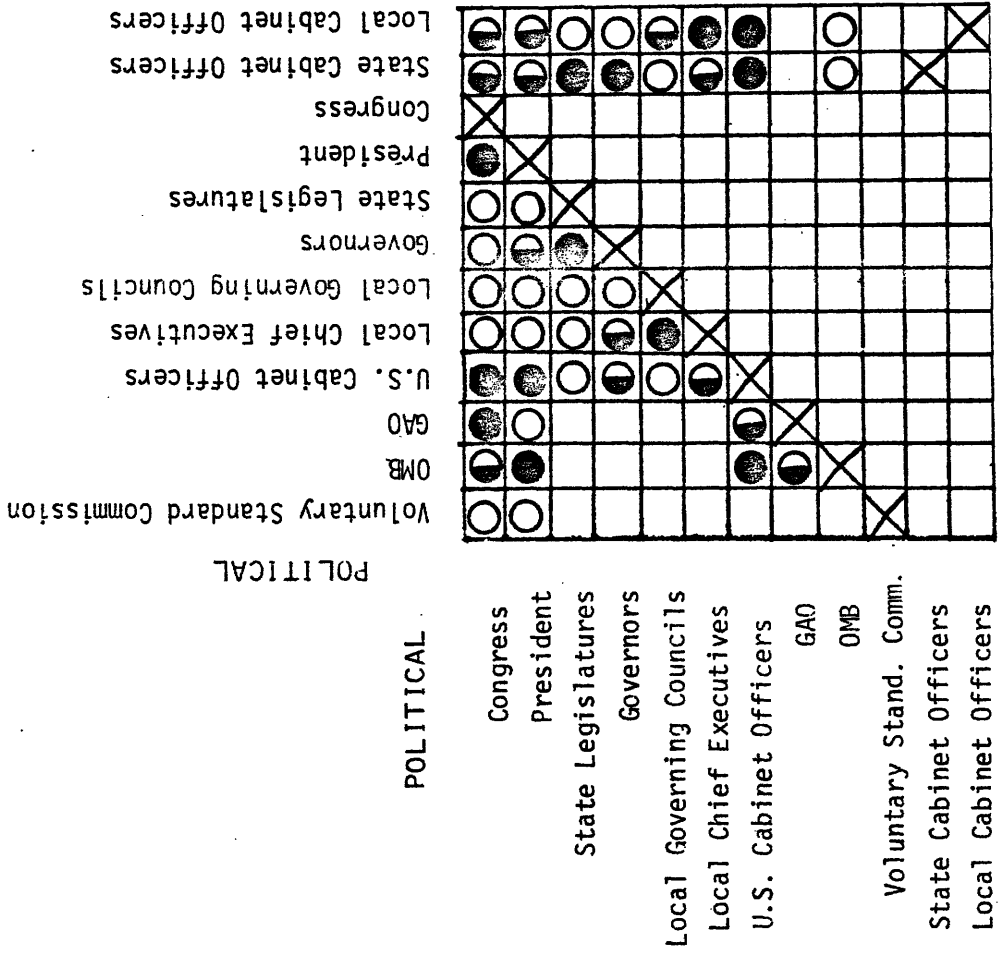 Local Cabinet Officers
State Cabinet Officers
Congress
President
State Legislatures
Governors
Local Governing Councils
Local Chief Executives
U.S. Cabinet Officers
GAO
OMB
Voluntary Standard Commission
POLITICAL
POLITICAL
Congress
President
State Legislatures
Governors
Local Governing Councils
Local Chief Executives
U.S. Cabinet Officers
GAO
OMB
Voluntary Stand. Comm.
State Cabinet Officers
Local Cabinet Officers